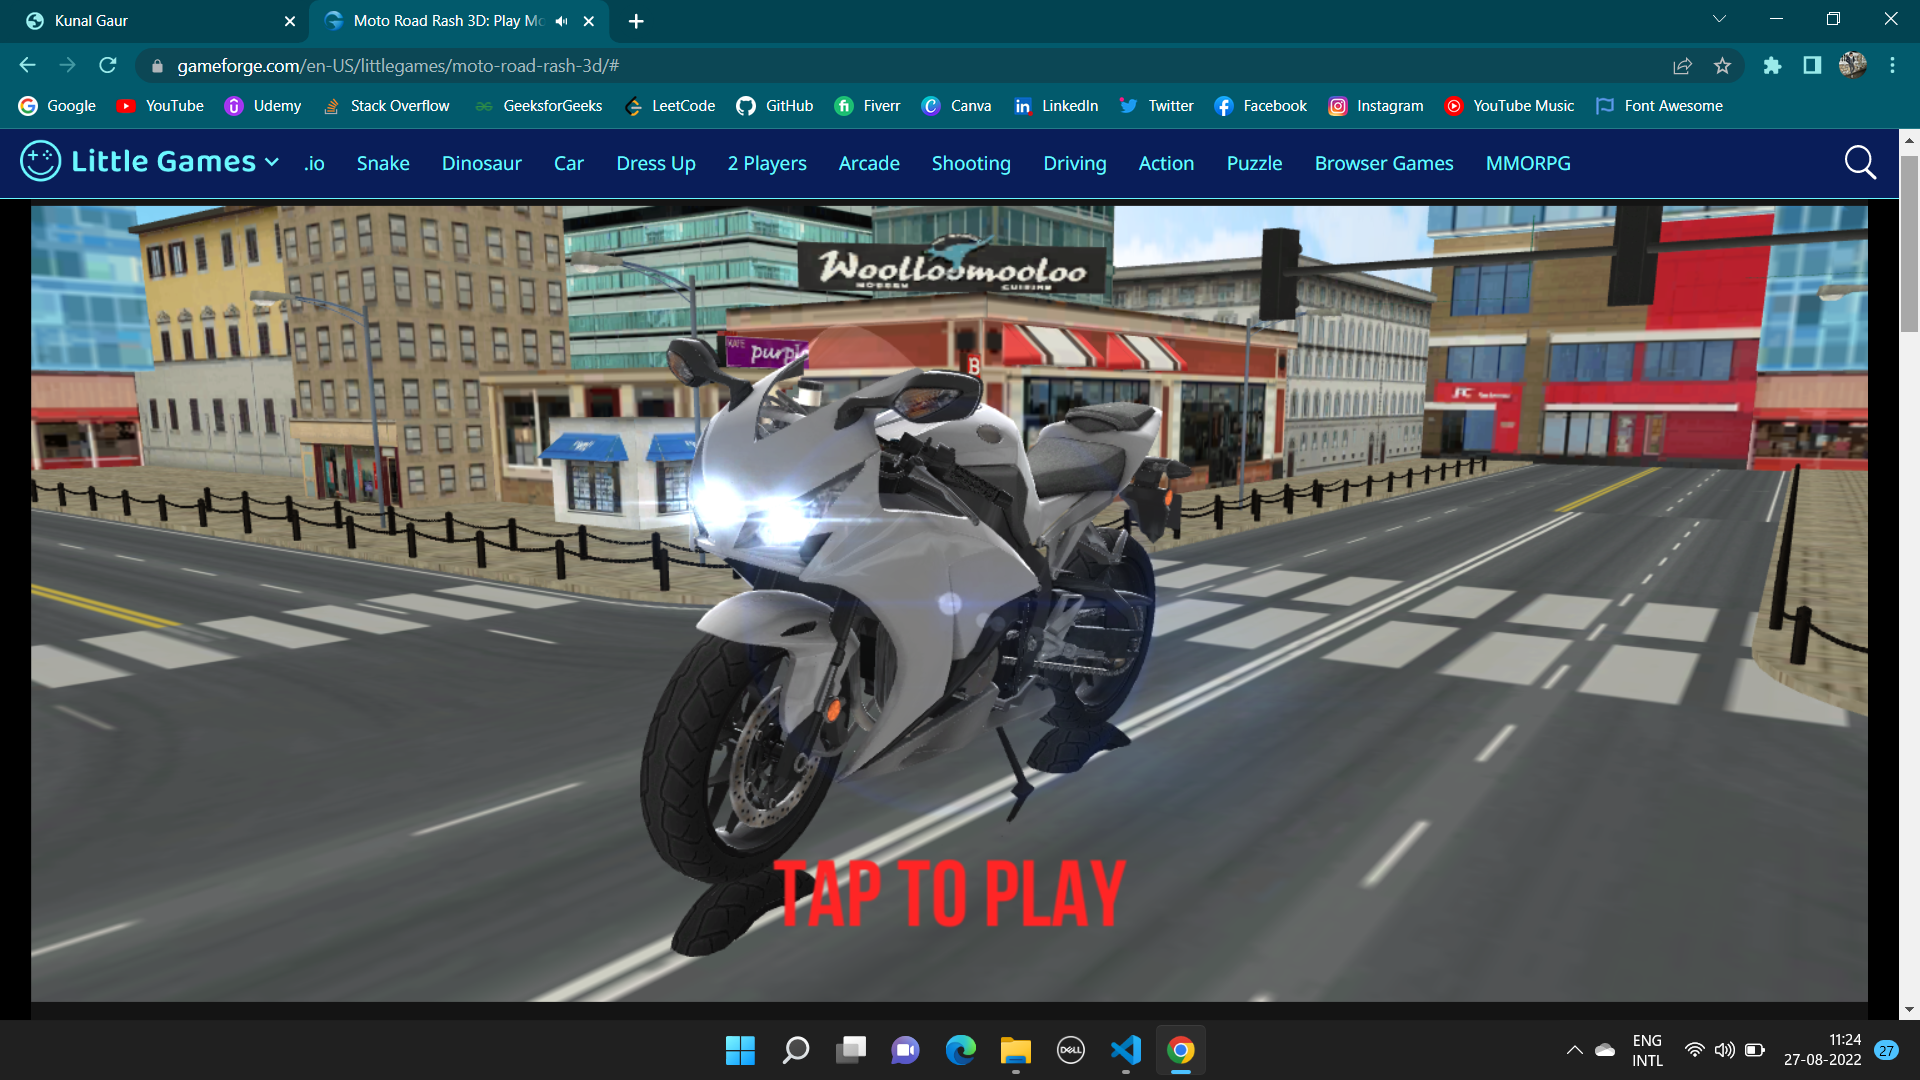 Kunal Gaur
Moto Road Rash 3D: Play Mo
gameforge.com/en-US/littlegames/moto-road-rash-3d/#
Google YouTube Udemy Stack Overflow GeeksforGeeks LeetCode GitHub Fiverr Canva LinkedIn Twitter Facebook Instagram YouTube Music Font Awesome
Little Games .io Snake Dinosaur Car Dress Up 2 Players Arcade Shooting Driving Action Puzzle Browser Games MMORPG
Woolloomooloo
MODERN CUISINE
purple
B
TAP TO PLAY
DELL
ENG
INTL
11:24
27-08-2022
27